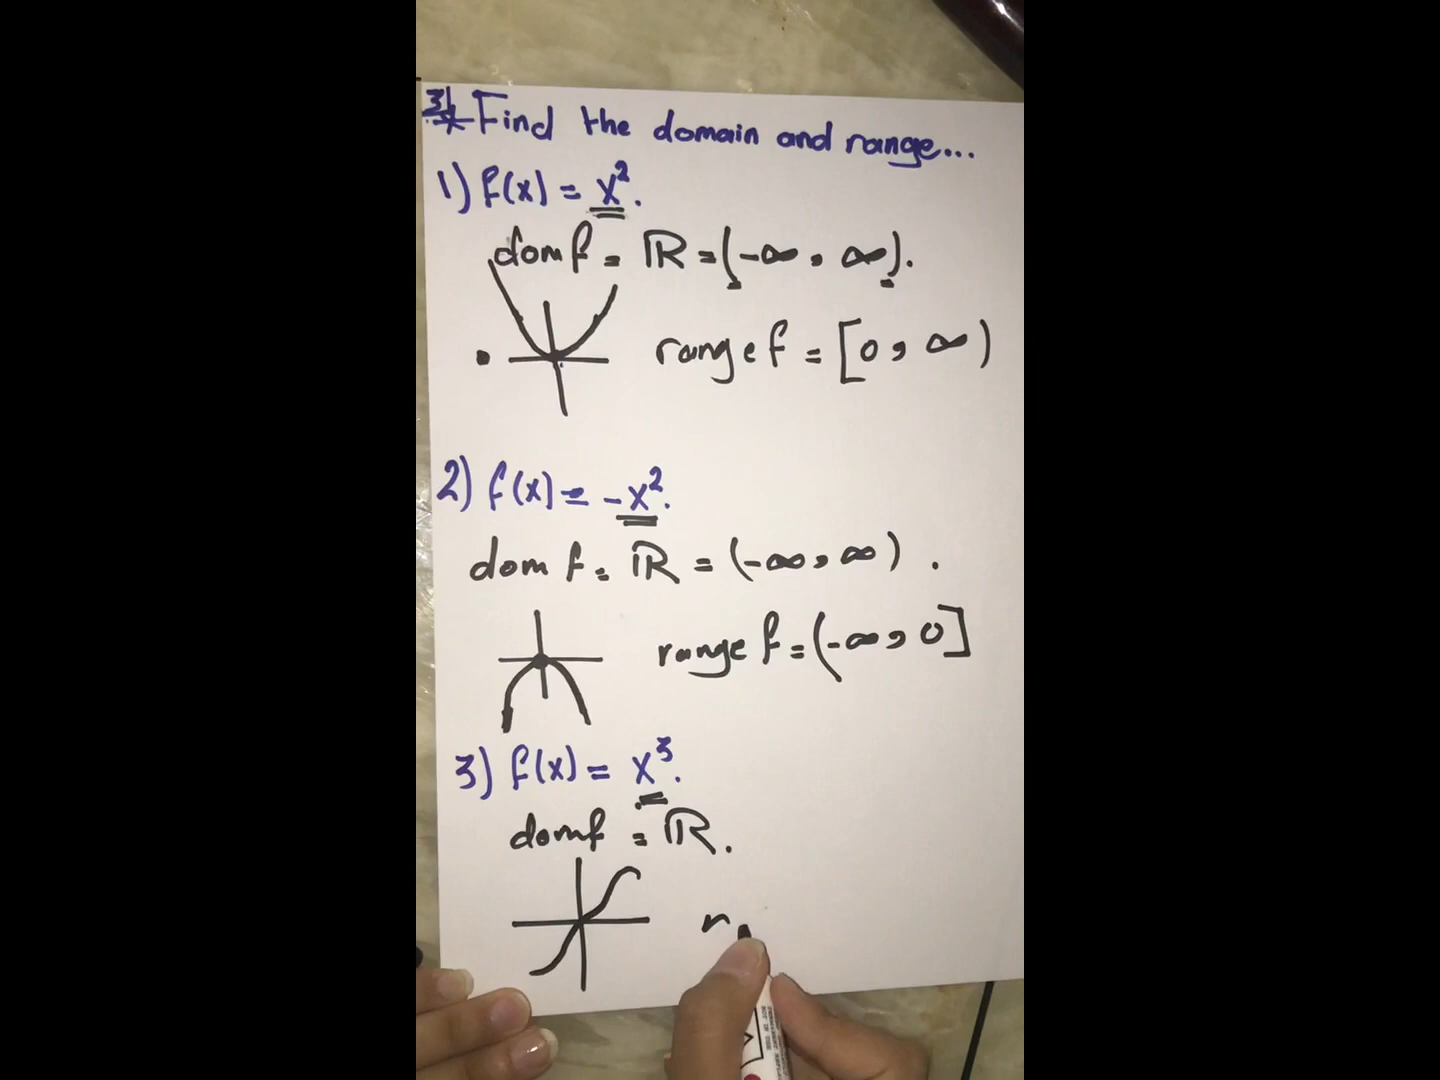 3 Find the domain and range...
1) f(x) = x².
dom f = ℝ = (-∞, ∞).
range f = [0, ∞)
2) f(x) = -x².
dom f = ℝ = (-∞, ∞).
range f = (-∞, 0]
3) f(x) = x³.
dom f = ℝ.
r